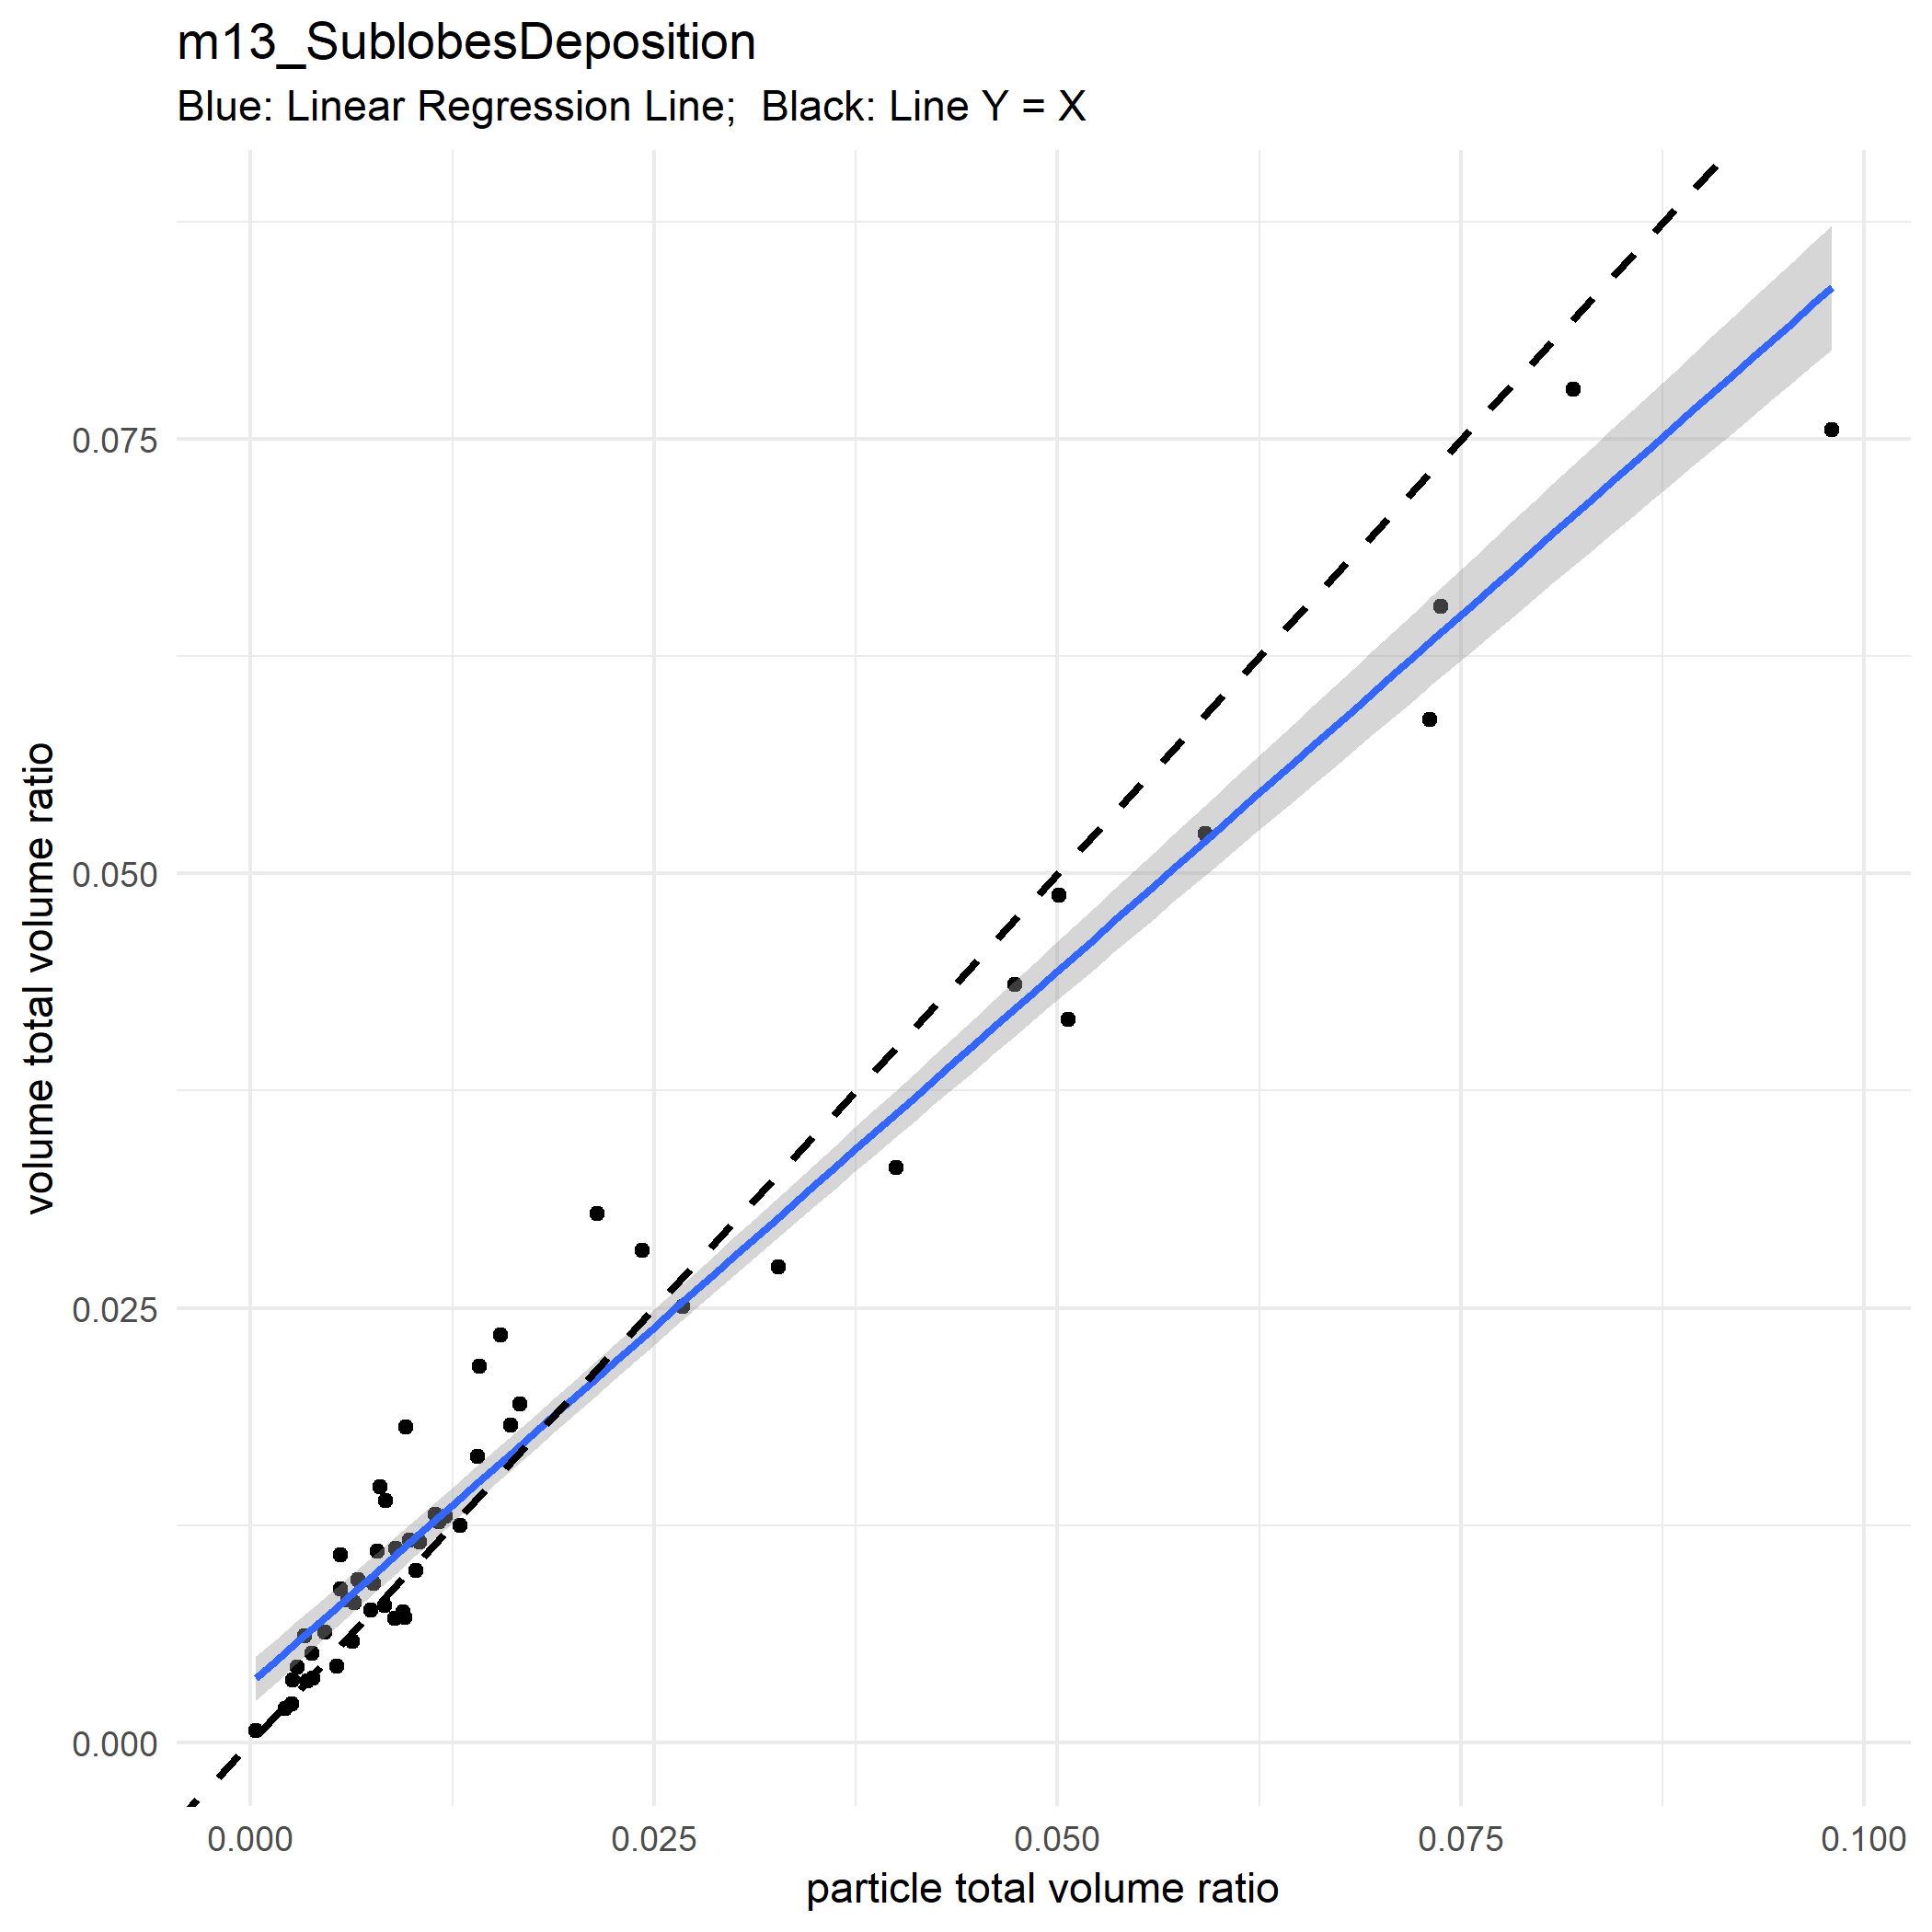 m13_SublobesDeposition
Blue: Linear Regression Line;  Black: Line Y = X
volume total volume ratio
0.075
0.050
0.025
0.000
0.000 0.025 0.050 0.075 0.100
particle total volume ratio